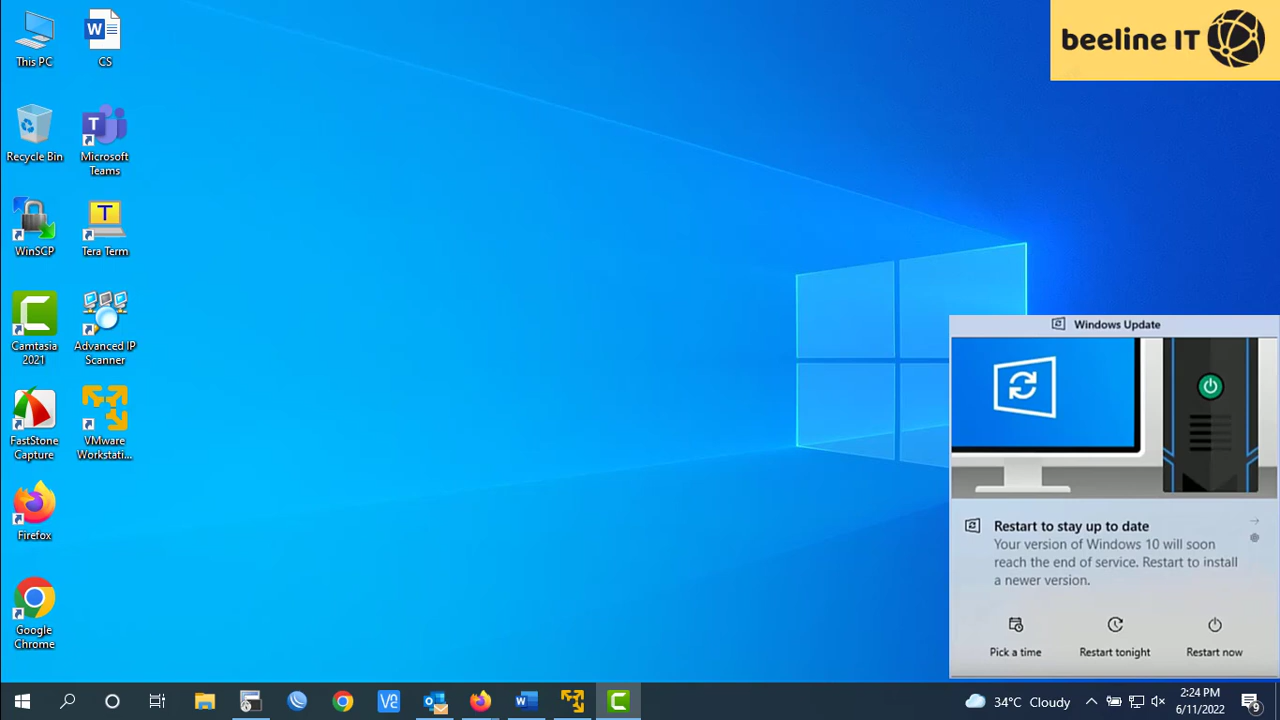 beeline IT
This PC
CS
Recycle Bin
Microsoft
Teams
WinSCP
Tera Term
Camtasia
2021
Advanced IP
Scanner
FastStone
Capture
VMware
Workstati...
Firefox
Google
Chrome
Windows Update
Restart to stay up to date
Your version of Windows 10 will soon
reach the end of service. Restart to install
a newer version.
Pick a time
Restart tonight
Restart now
34°C Cloudy
2:24 PM
6/11/2022
9